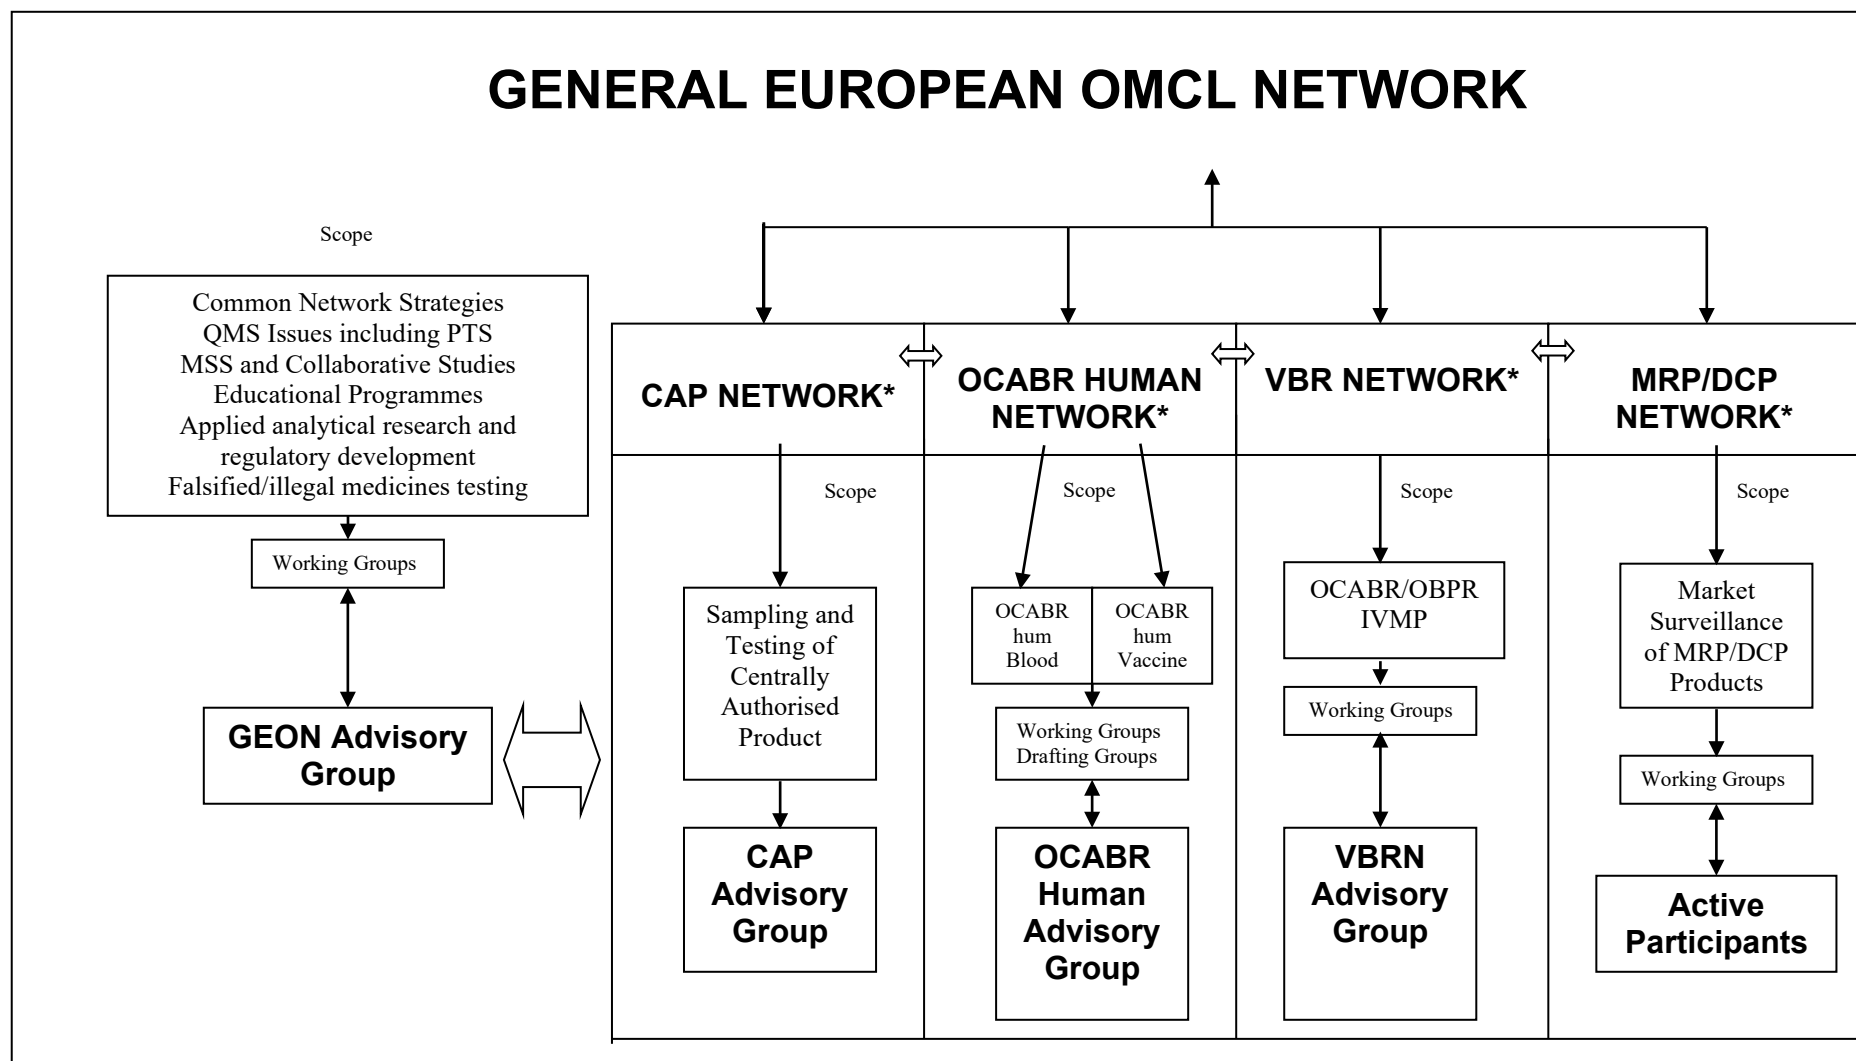 GENERAL EUROPEAN OMCL NETWORK
Scope
Common Network Strategies
QMS Issues including PTS
MSS and Collaborative Studies
Educational Programmes
Applied analytical research and
regulatory development
Falsified/illegal medicines testing
Working Groups
GEON Advisory
Group
CAP NETWORK*
Scope
Sampling and
Testing of
Centrally
Authorised
Product
CAP
Advisory
Group
OCABR HUMAN
NETWORK*
Scope
OCABR
hum
Blood
OCABR
hum
Vaccine
Working Groups
Drafting Groups
OCABR
Human
Advisory
Group
VBR NETWORK*
Scope
OCABR/OBPR
IVMP
Working Groups
VBRN
Advisory
Group
MRP/DCP
NETWORK*
Scope
Market
Surveillance
of MRP/DCP
Products
Working Groups
Active
Participants